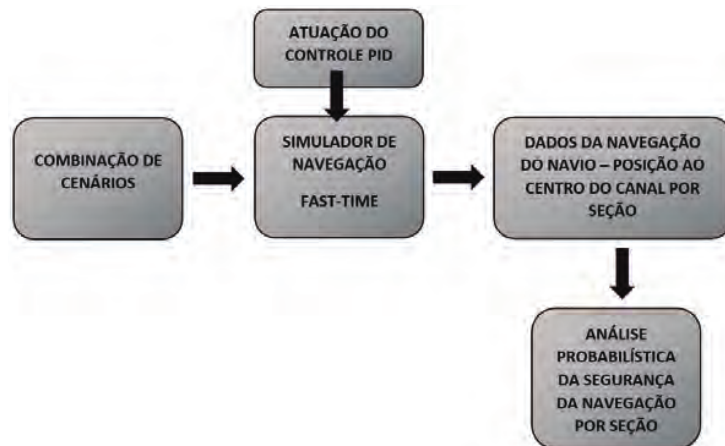 ATUAÇÃO DO
CONTROLE PID
COMBINAÇÃO DE
CENÁRIOS
SIMULADOR DE
NAVEGAÇÃO
FAST-TIME
DADOS DA NAVEGAÇÃO
DO NAVIO – POSIÇÃO AO
CENTRO DO CANAL POR
SEÇÃO
ANÁLISE
PROBABILÍSTICA
DA SEGURANÇA
DA NAVEGAÇÃO
POR SEÇÃO